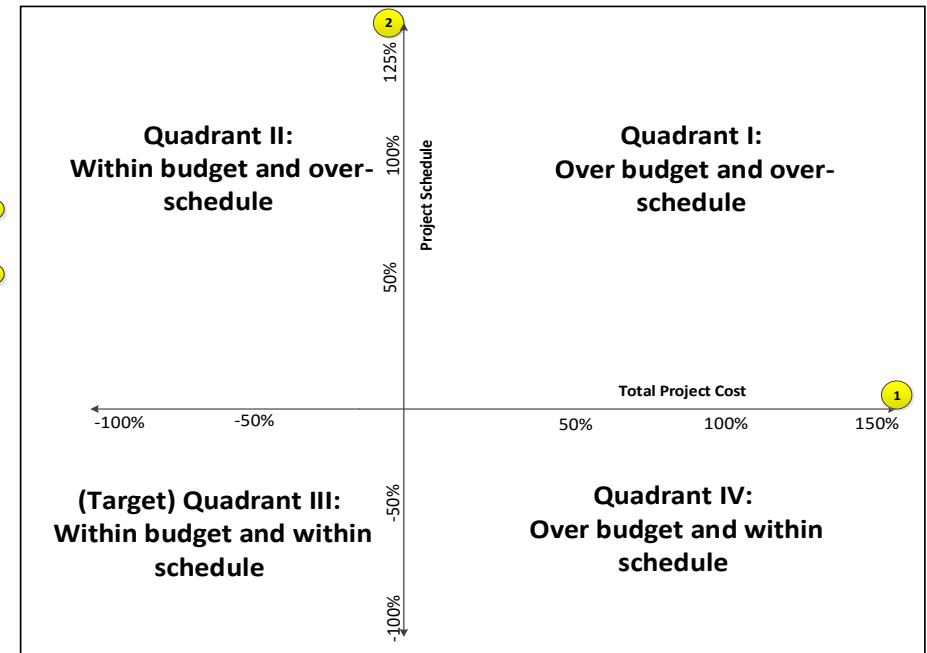 2
125%
Quadrant II:
Within budget and over-
schedule
100%
Project Schedule
Quadrant I:
Over budget and over-
schedule
50%
Total Project Cost
1
-100%
-50%
50%
100%
150%
(Target) Quadrant III:
Within budget and within
schedule
-50%
Quadrant IV:
Over budget and within
schedule
-100%